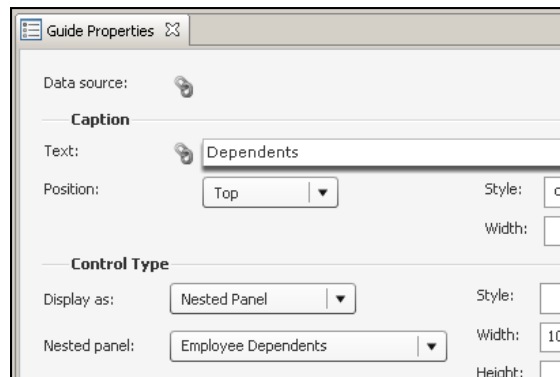 Guide Properties
Data source:
Caption
Text: Dependents
Position: Top Style:
Width:
Control Type
Display as: Nested Panel Style:
Nested panel: Employee Dependents Width: 10
Height: